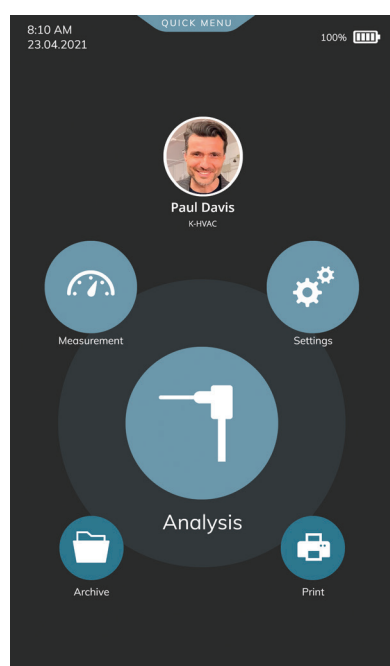 QUICK MENU
8:10 AM
100%
23.04.2021
Paul Davis
K-HVAC
Measurement
Settings
Analysis
Archive
Print